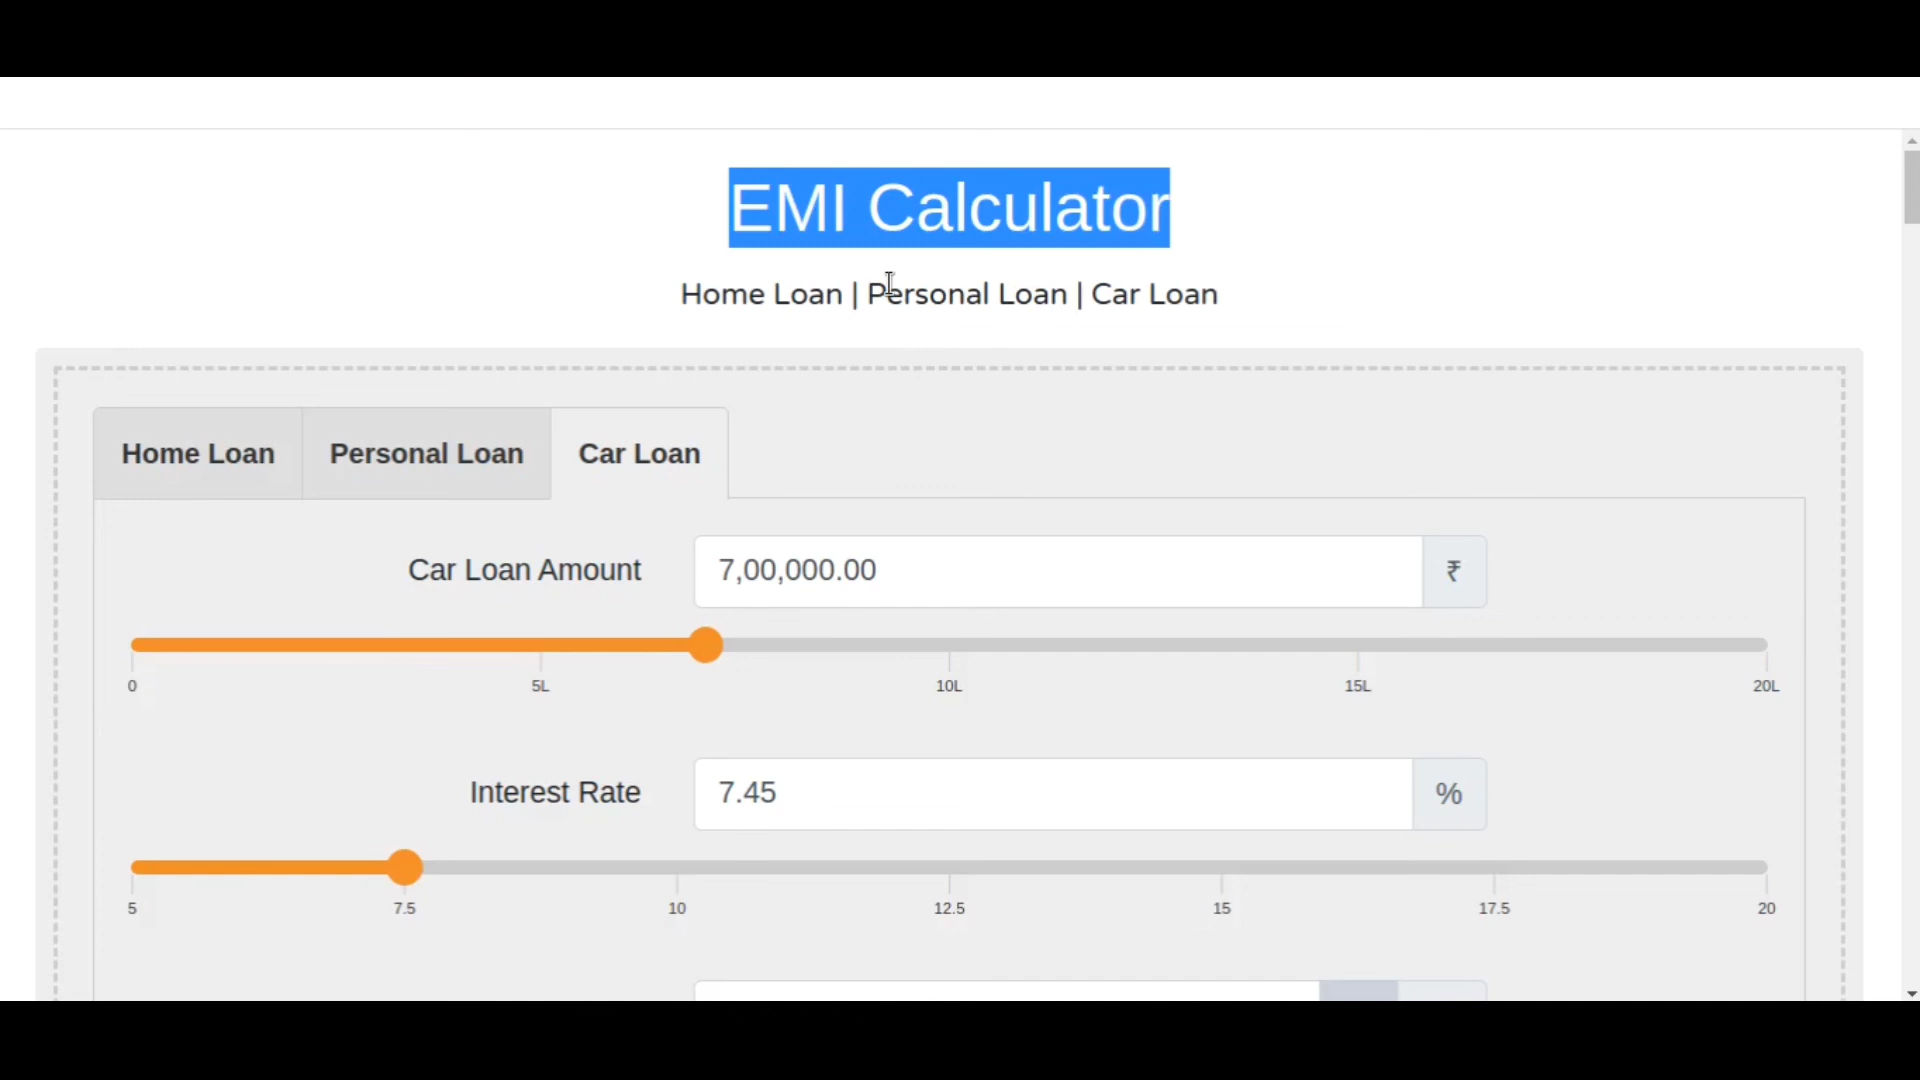 EMI Calculator
Home Loan | Personal Loan | Car Loan
Home Loan Personal Loan Car Loan
Car Loan Amount 7,00,000.00 ₹
0 5L 10L 15L 20L
Interest Rate 7.45 %
5 7.5 10 12.5 15 17.5 20